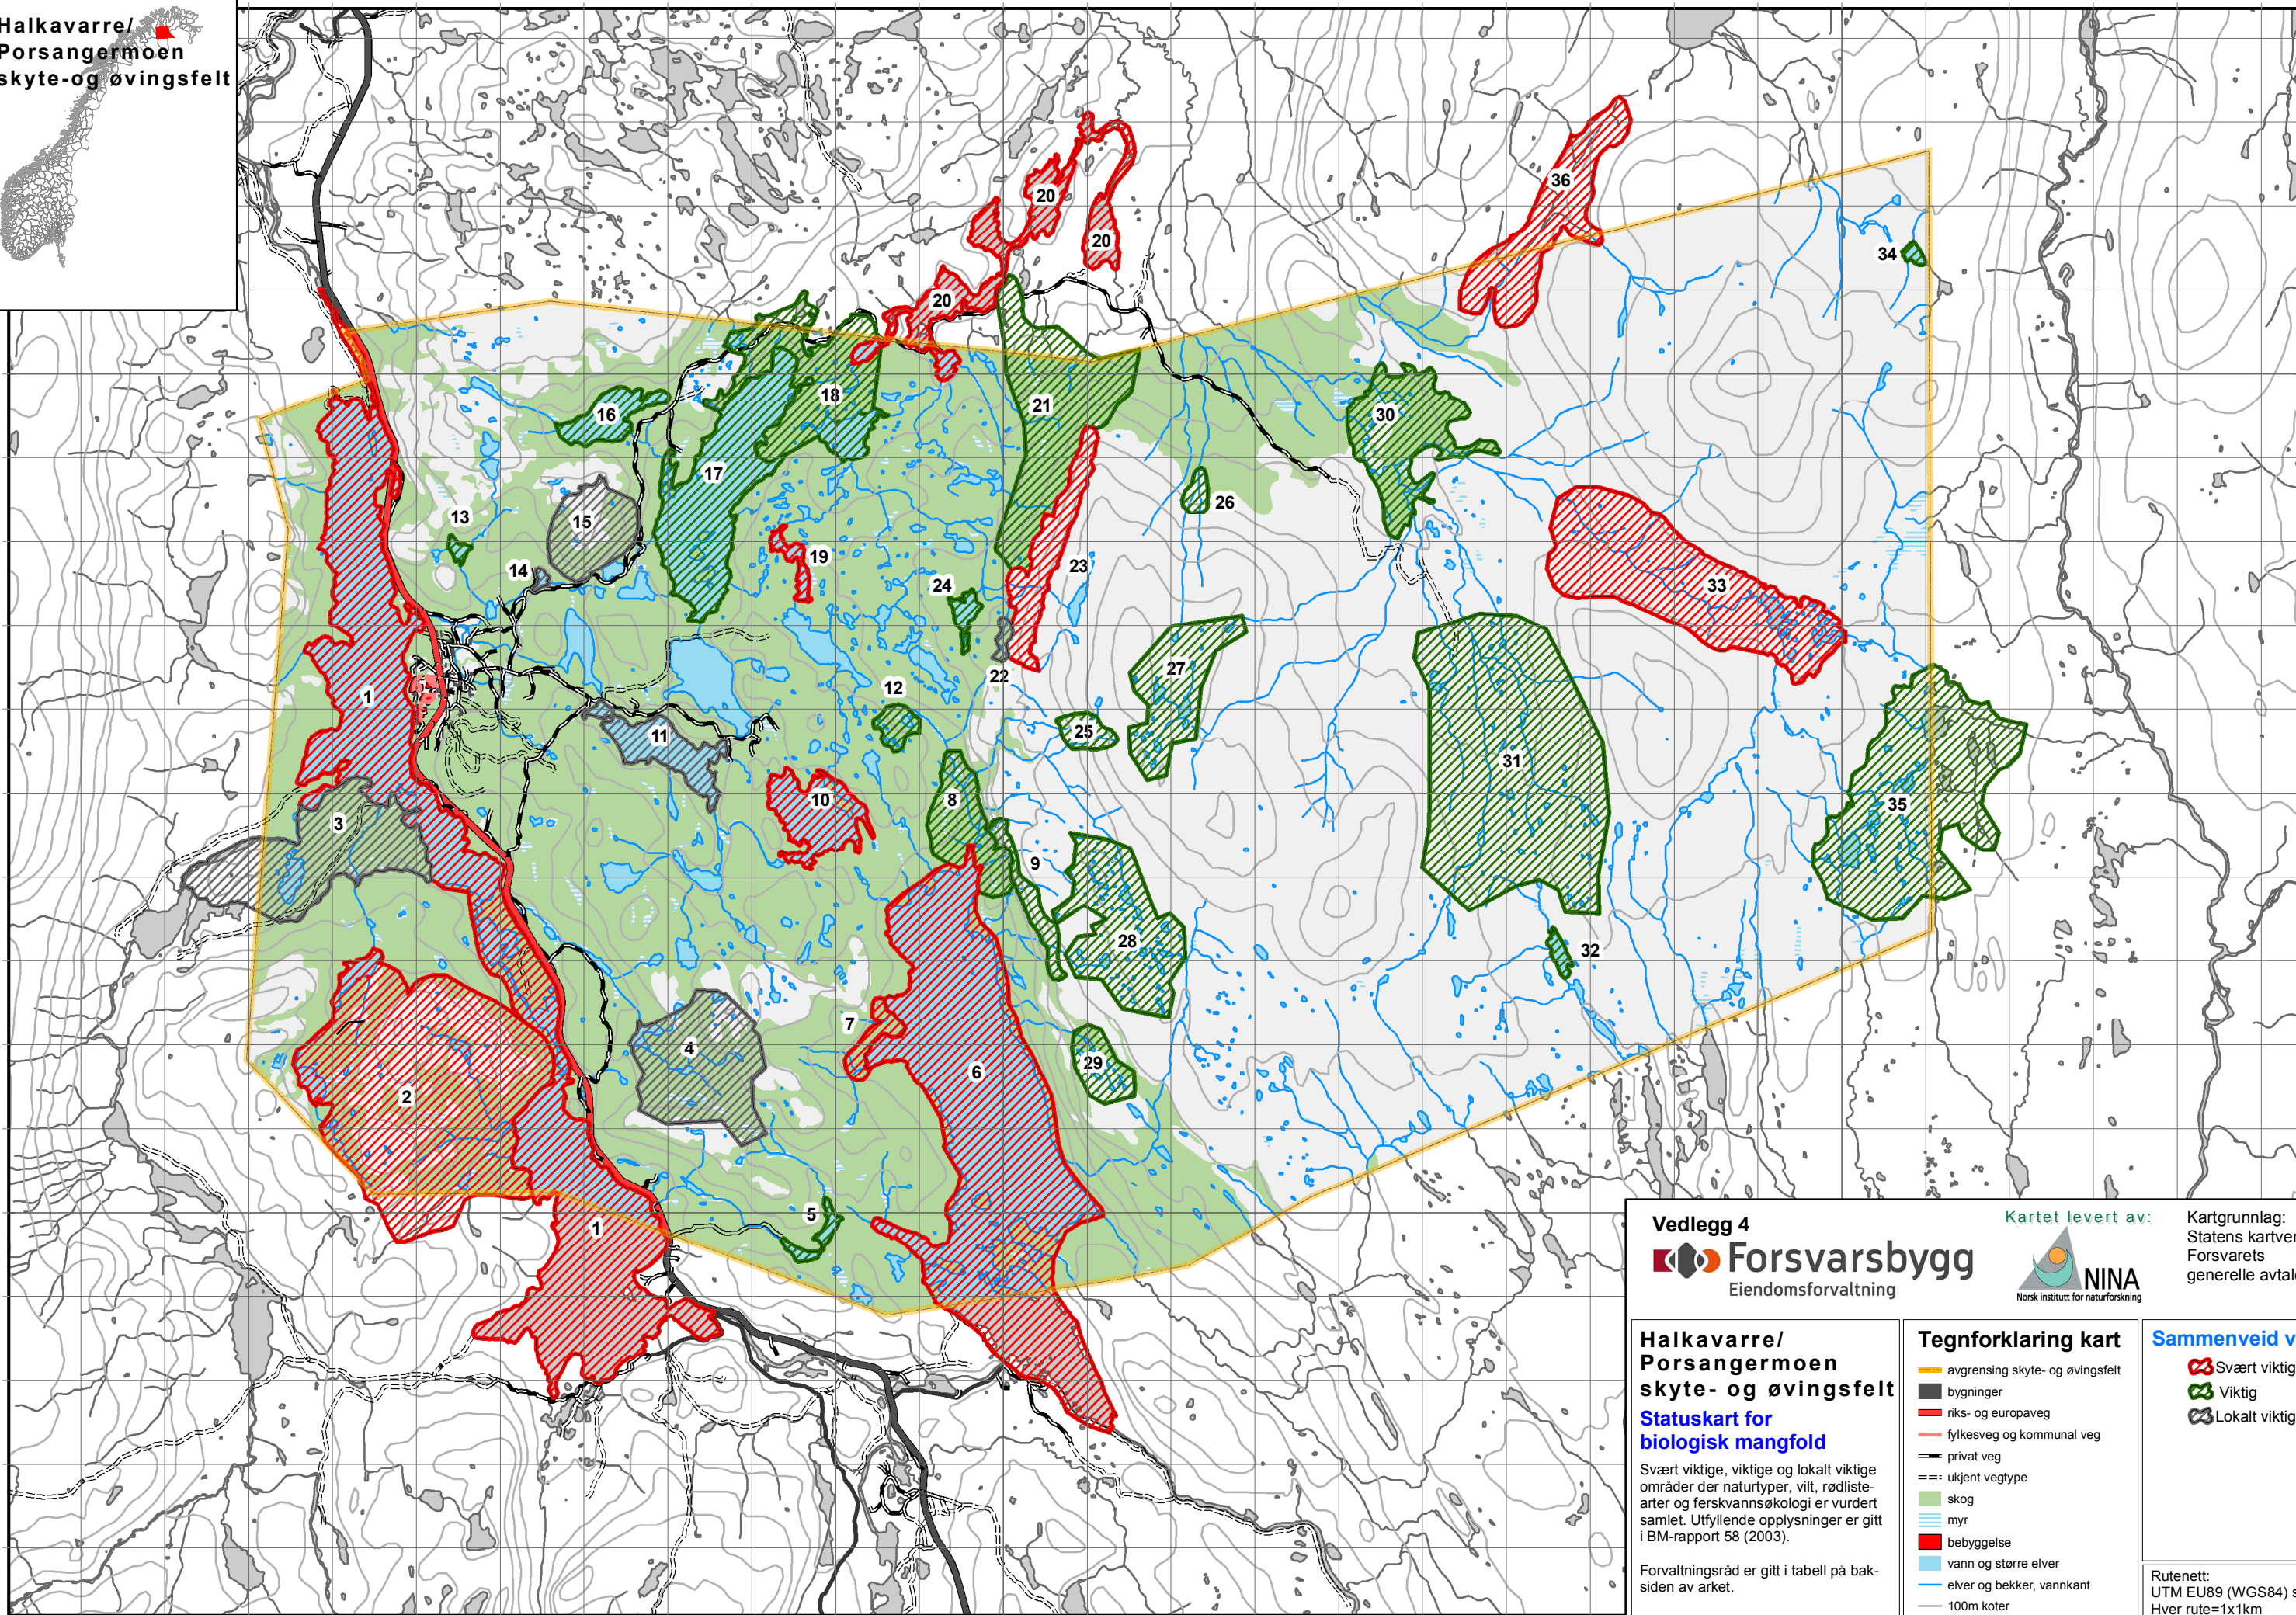 Halkavarre/
Porsangermoen
skyte-og øvingsfelt
20
36
20
34
20
18
21
16
30
17
15
26
13
19
14
23
24
33
27
22
12
1
11
25
31
10
8
35
3
9
28
32
7
4
29
6
2
5
1
Vedlegg 4
Forsvarsbygg
Eiendomsforvaltning
Kartet levert av:
NINA
Norsk institutt for naturforskning
Kartgrunnlag:
Statens kartver
Forsvarets
generelle avtale
Halkavarre/
Porsangermoen
skyte- og øvingsfelt
Statuskart for
biologisk mangfold
Svært viktige, viktige og lokalt viktige
områder der naturtyper, vilt, rødliste-
arter og ferskvannsøkologi er vurdert
samlet. Utfyllende opplysninger er gitt
i BM-rapport 58 (2003).
Forvaltningsråd er gitt i tabell på bak-
siden av arket.
Tegnforklaring kart
avgrensing skyte- og øvingsfelt
bygninger
riks- og europaveg
fylkesveg og kommunal veg
privat veg
ukjent vegtype
skog
myr
bebyggelse
vann og større elver
elver og bekker, vannkant
100m koter
Sammenveid v
Svært viktig
Viktig
Lokalt viktig
Rutenett:
UTM EU89 (WGS84) s
Hver rute=1x1km